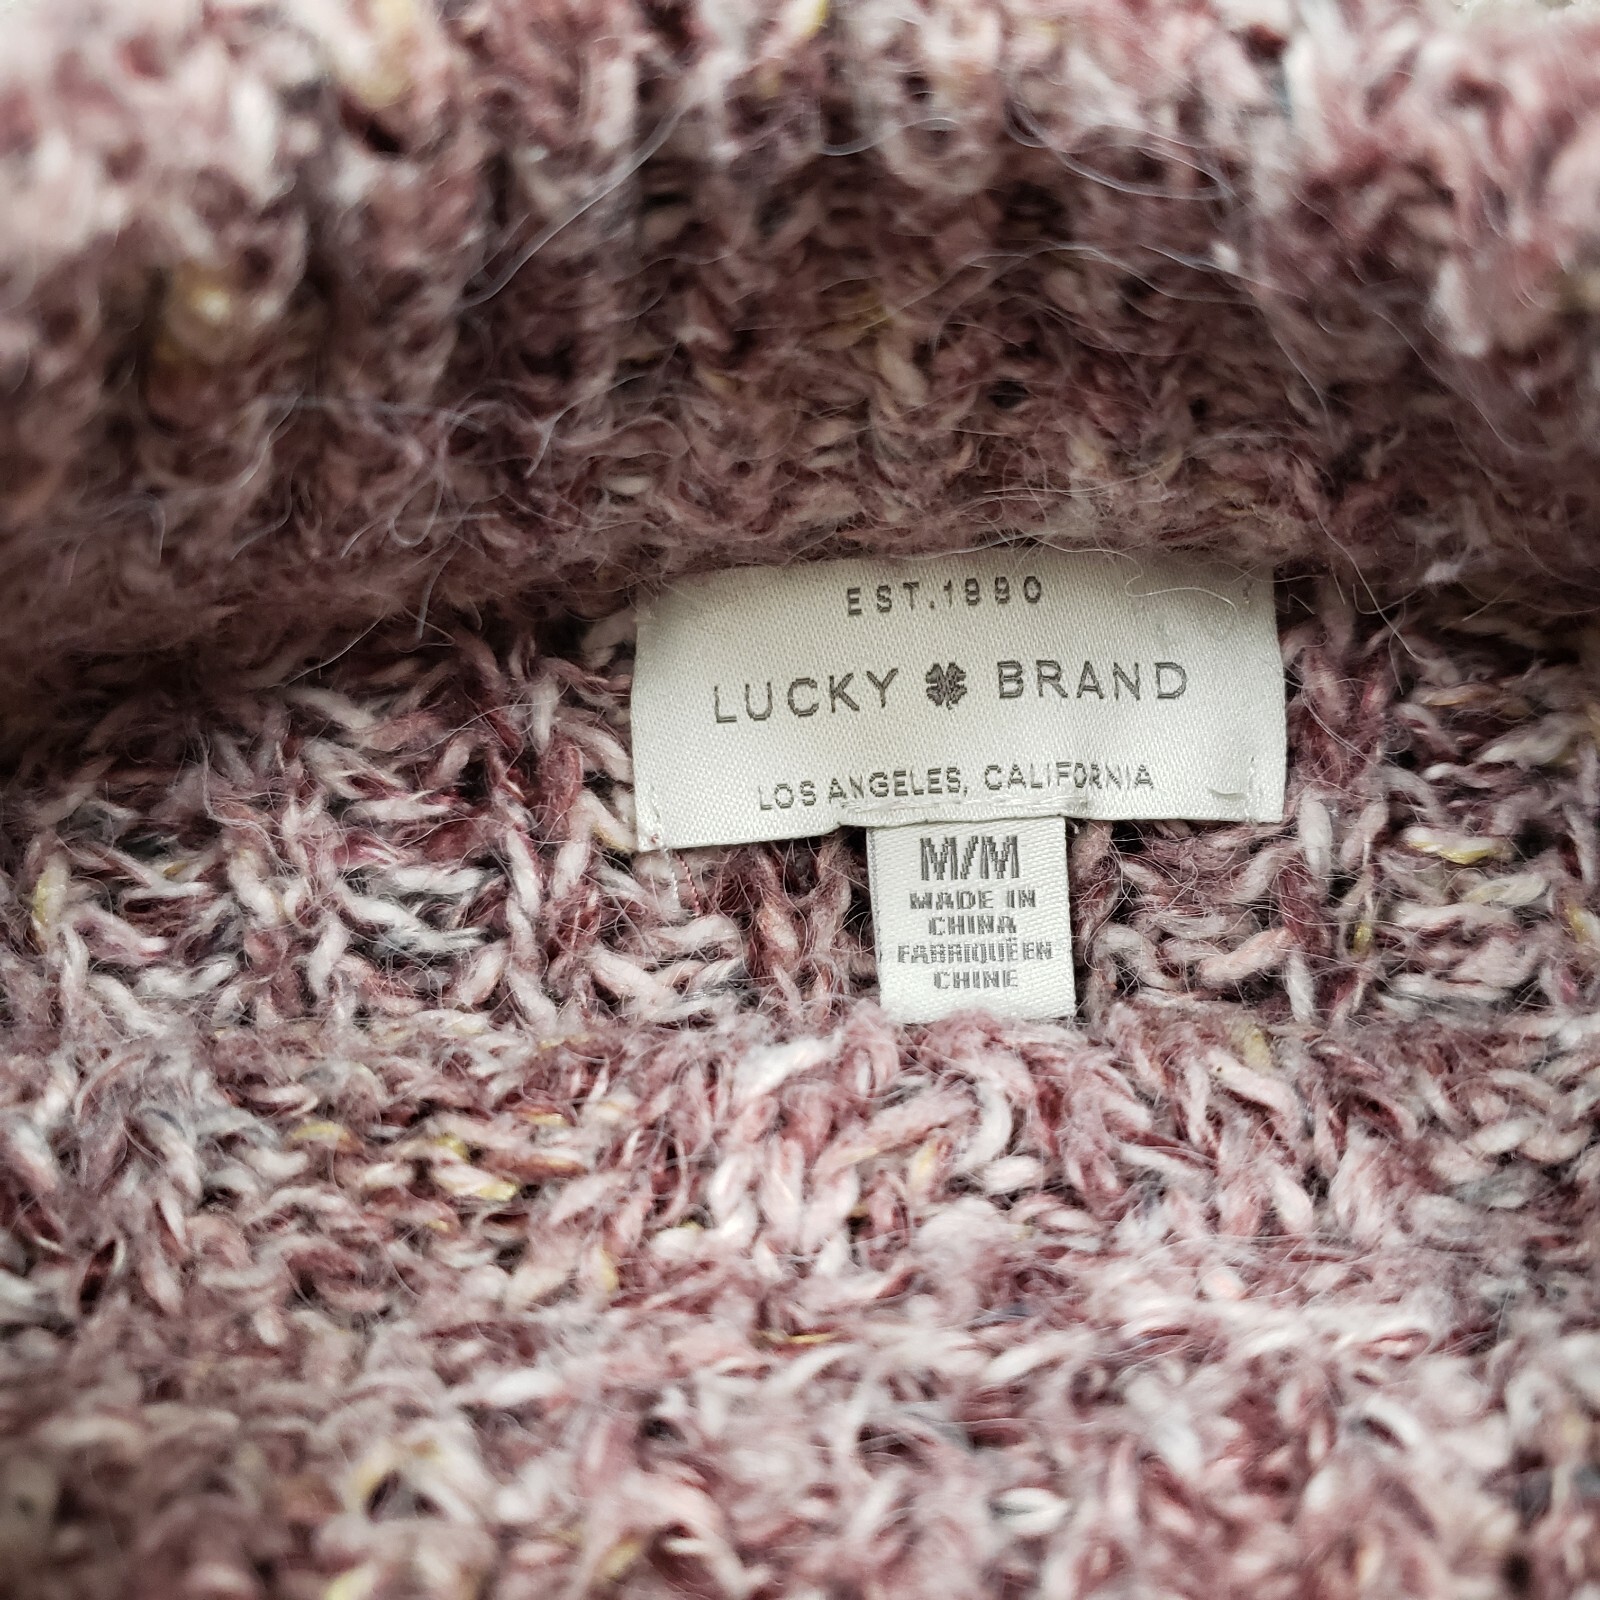 EST.1990
LUCKY BRAND
LOS ANGELES, CALIFORNIA
M/M
MADE IN
CHINA
FABRIQUÉ EN
CHINE